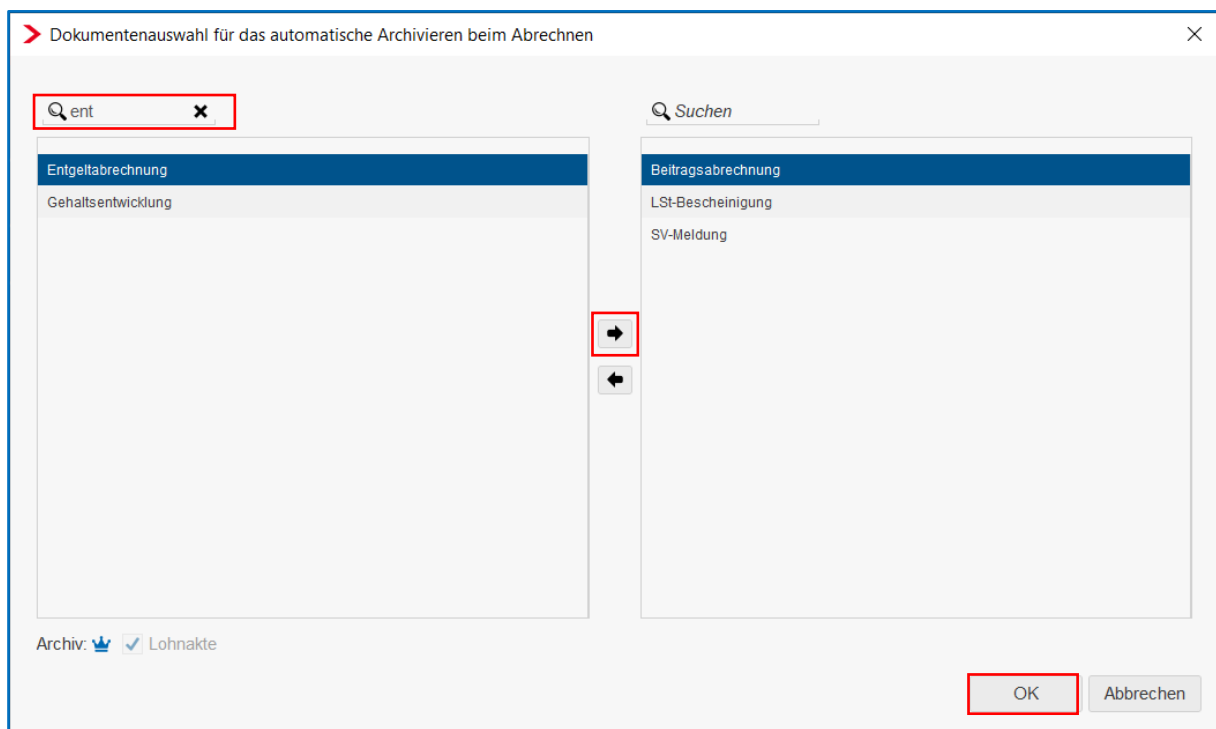 Dokumentenauswahl für das automatische Archivieren beim Abrechnen
ent
Entgeltabrechnung
Gehaltsentwicklung
Suchen
Beitragsabrechnung
LSt-Bescheinigung
SV-Meldung
Archiv: Lohnakte
OK
Abbrechen